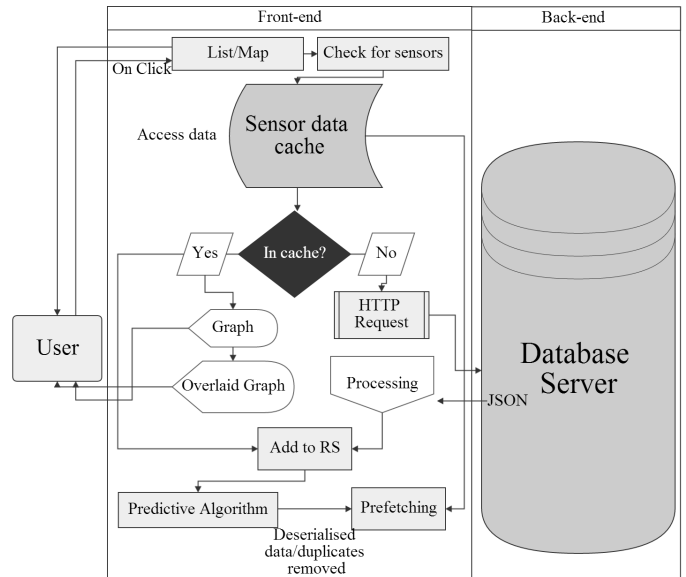 Front-end
Back-end
List/Map
Check for sensors
On Click
Access data
Sensor data
cache
Yes
In cache?
No
HTTP
Request
Graph
User
Overlaid Graph
Processing
Database
Server
JSON
Add to RS
Predictive Algorithm
Prefetching
Deserialised
data/duplicates
removed